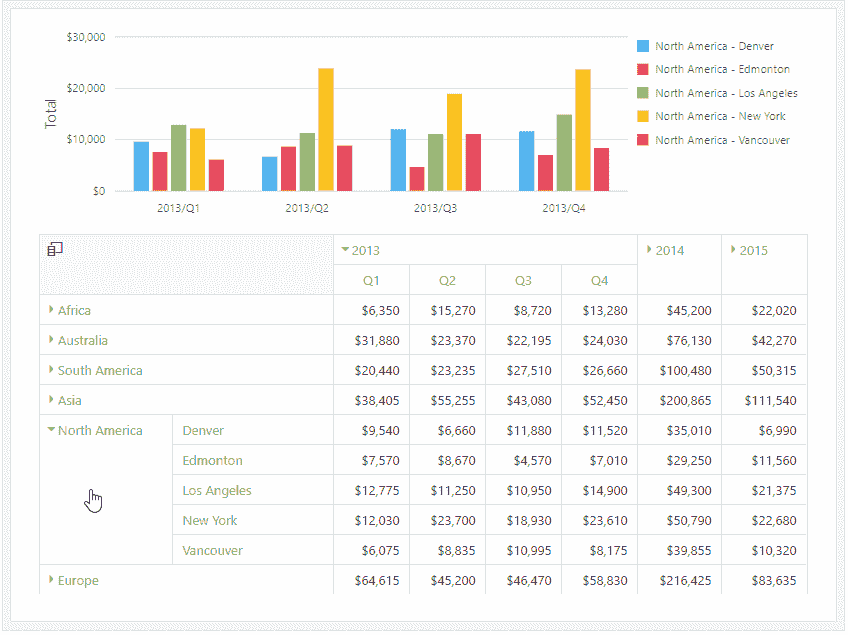 $30,000
$20,000
$10,000
$0
Total
2013/Q1 2013/Q2 2013/Q3 2013/Q4
North America - Denver
North America - Edmonton
North America - Los Angeles
North America - New York
North America - Vancouver
2013 2014 2015
Q1 Q2 Q3 Q4
Africa $6,350 $15,270 $8,720 $13,280 $45,200 $22,020
Australia $31,880 $23,370 $22,195 $24,030 $76,130 $42,270
South America $20,440 $23,235 $27,510 $26,660 $100,480 $50,315
Asia $38,405 $55,255 $43,080 $52,450 $200,865 $111,540
North America Denver $9,540 $6,660 $11,880 $11,520 $35,010 $6,990
Edmonton $7,570 $8,670 $4,570 $7,010 $29,250 $11,560
Los Angeles $12,775 $11,250 $10,950 $14,900 $49,300 $21,375
New York $12,030 $23,700 $18,930 $23,610 $50,790 $22,680
Vancouver $6,075 $8,835 $10,995 $8,175 $39,855 $10,320
Europe $64,615 $45,200 $46,470 $58,830 $216,425 $83,635